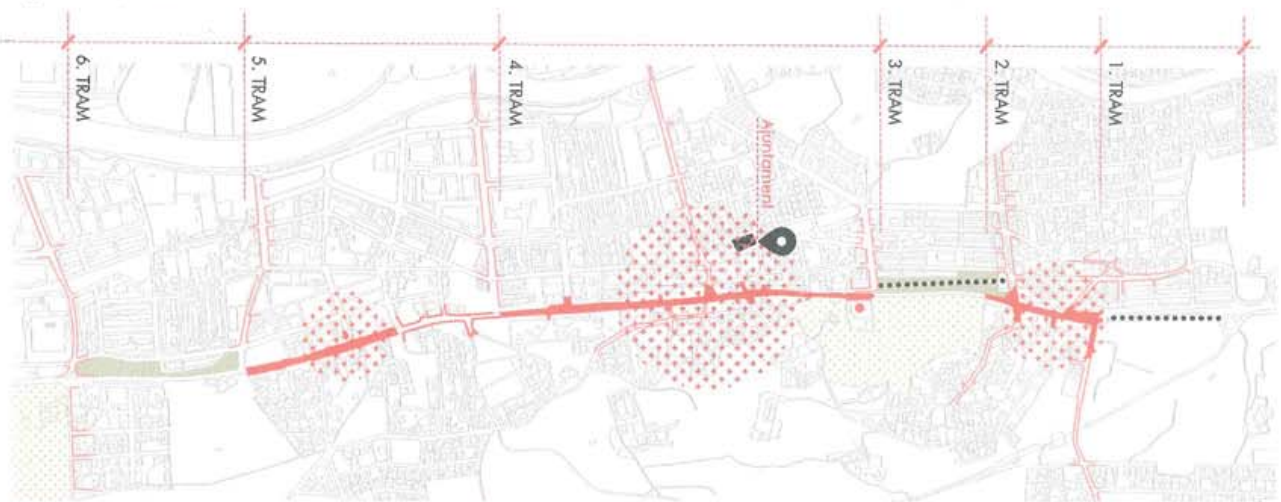 6. TRAM
5. TRAM
4. TRAM
Ajuntament
3. TRAM
2. TRAM
1. TRAM